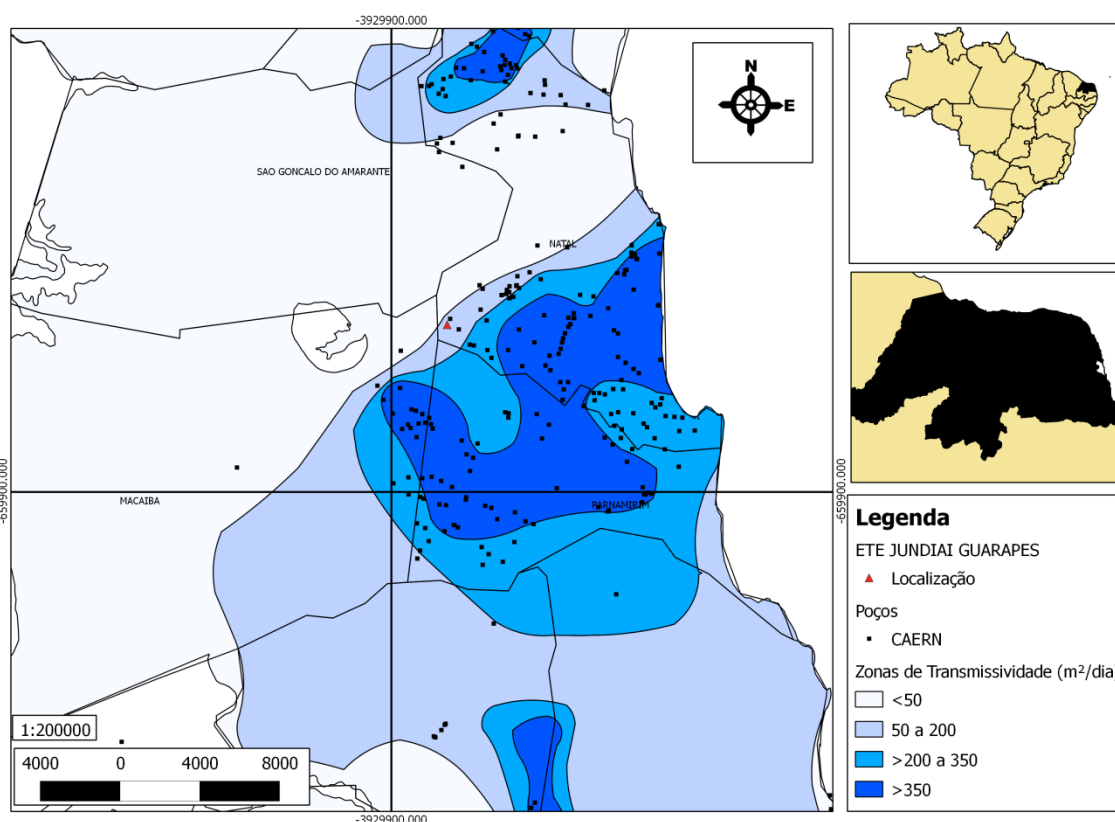 -3929900.000
N
E
SAO GONCALO DO AMARANTE
NATAL
-659900.000
-659900.000
MACAIBA
PARNAMIRIM
1:200000
4000
0
4000
8000
-3929900.000
Legenda
ETE JUNDIAI GUARAPES
Localização
Poços
CAERN
Zonas de Transmissividade (m²/dia)
<50
50 a 200
>200 a 350
>350